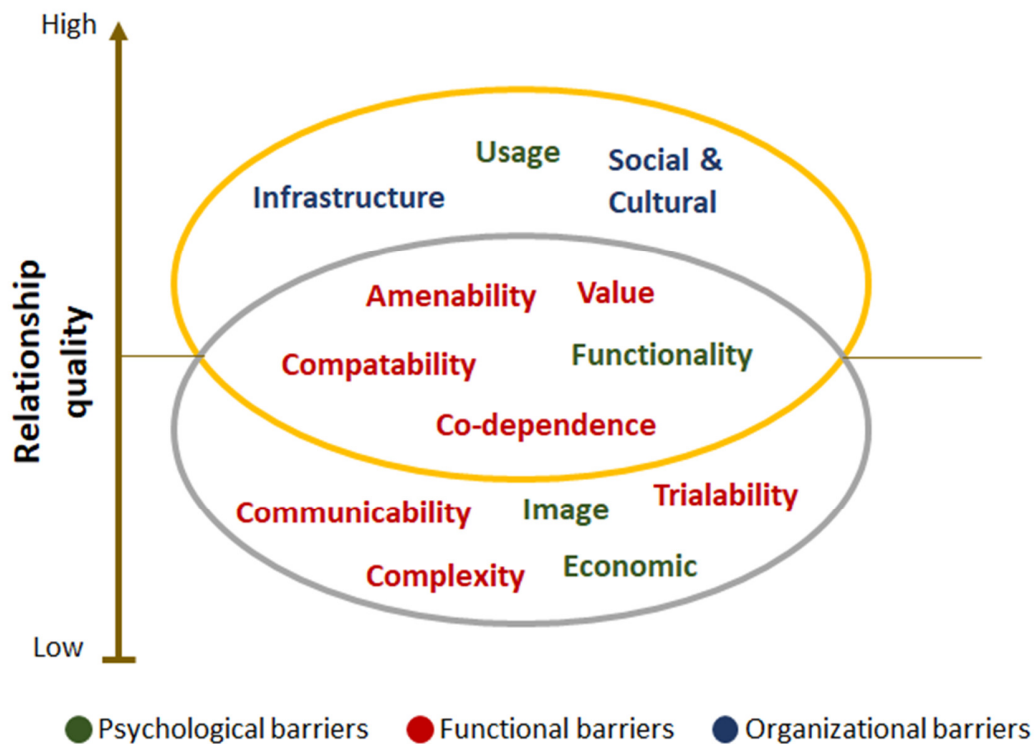 High
Usage
Social &
Cultural
Infrastructure
Amenability
Value
Relationship
quality
Compatability
Functionality
Co-dependence
Communicability
Image
Trialability
Complexity
Economic
Low
Psychological barriers
Functional barriers
Organizational barriers